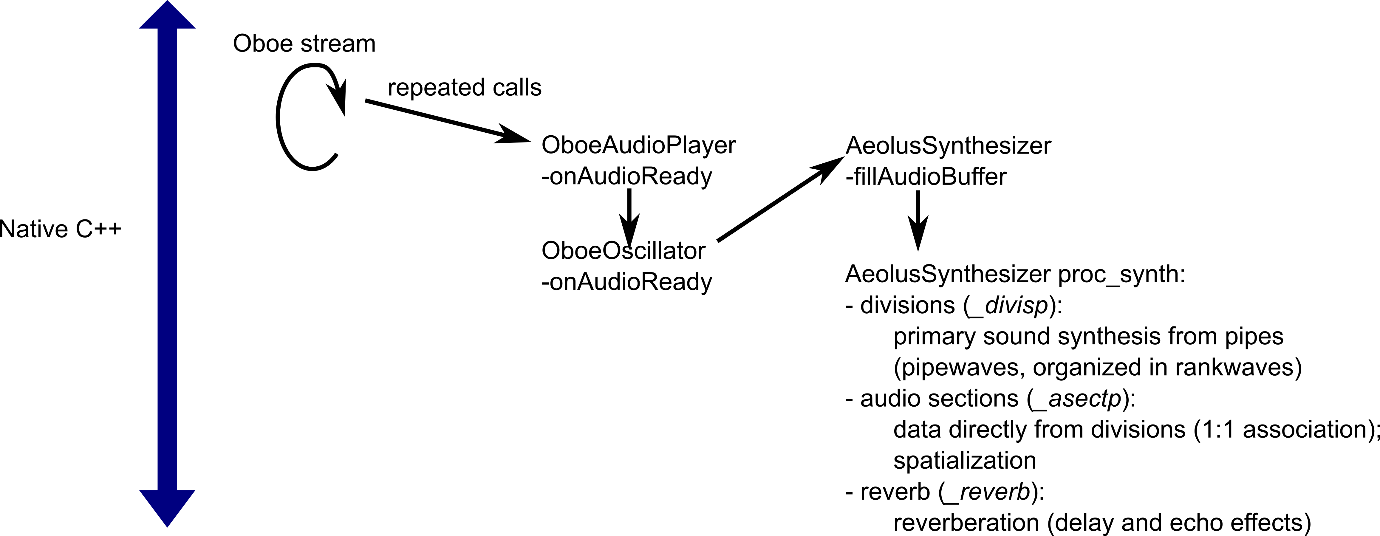 Oboe stream
repeated calls
OboeAudioPlayer
-onAudioReady
AeolusSynthesizer
-fillAudioBuffer
Native C++
OboeOscillator
-onAudioReady
AeolusSynthesizer proc_synth:
- divisions (_divisp):
primary sound synthesis from pipes
(pipewaves, organized in rankwaves)
- audio sections (_asectp):
data directly from divisions (1:1 association);
spatialization
- reverb (_reverb):
reverberation (delay and echo effects)